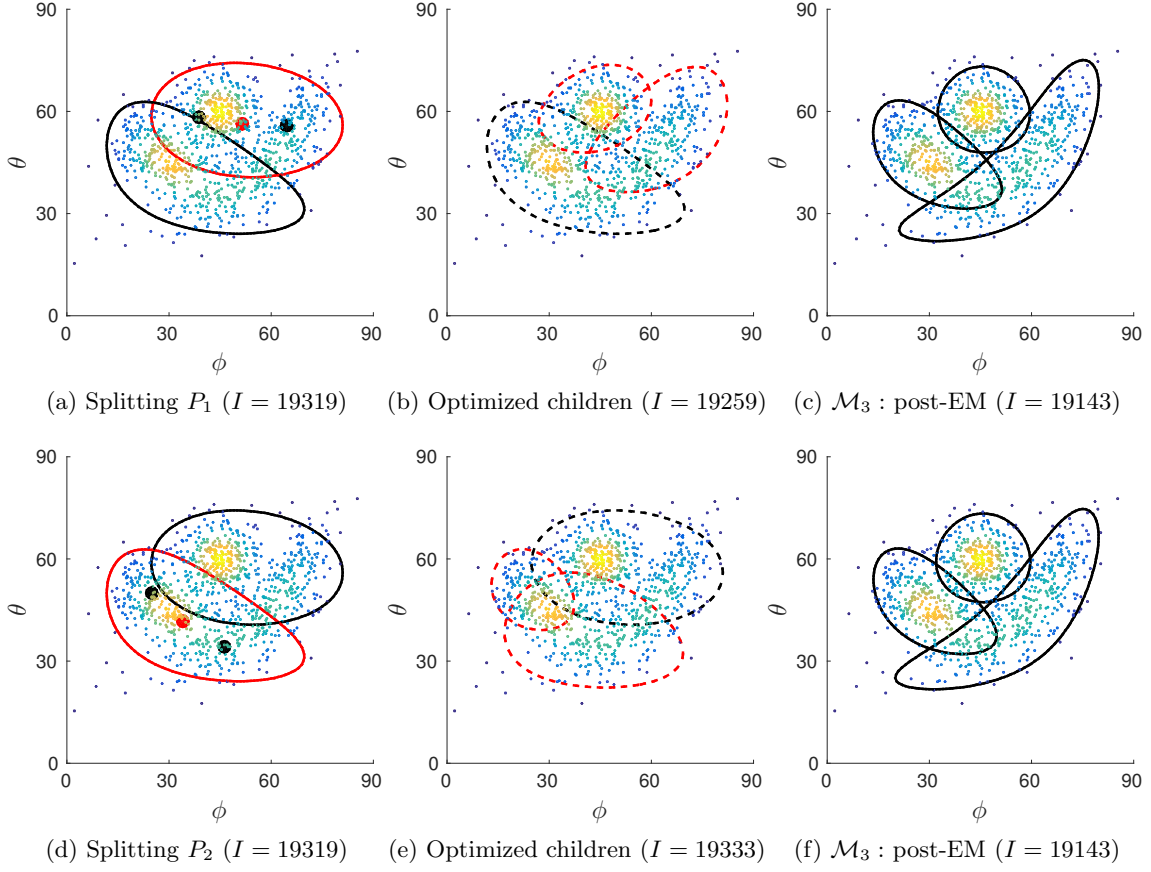 90
60
30
0
θ
0 30 60 90
ϕ
90
60
30
0
θ
0 30 60 90
ϕ
90
60
30
0
θ
0 30 60 90
ϕ
(a) Splitting P₁ (I = 19319)
(b) Optimized children (I = 19259)
(c) ℳ₃ : post-EM (I = 19143)
90
60
30
0
θ
0 30 60 90
ϕ
90
60
30
0
θ
0 30 60 90
ϕ
90
60
30
0
θ
0 30 60 90
ϕ
(d) Splitting P₂ (I = 19319)
(e) Optimized children (I = 19333)
(f) ℳ₃ : post-EM (I = 19143)